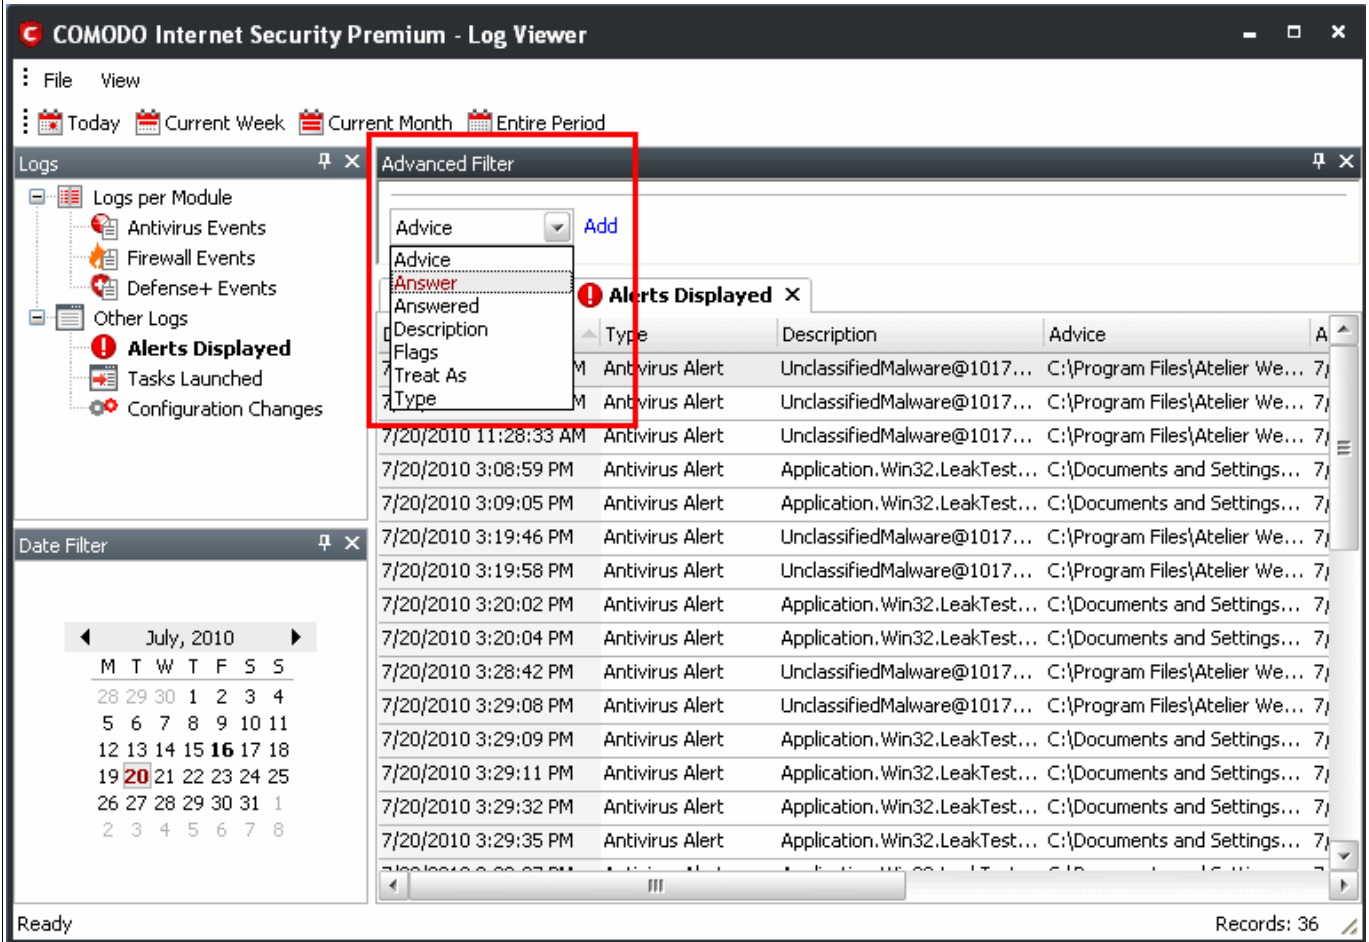 COMODO Internet Security Premium - Log Viewer
File View
Today Current Week Current Month Entire Period
Logs
Logs per Module
Antivirus Events
Firewall Events
Defense+ Events
Other Logs
Alerts Displayed
Tasks Launched
Configuration Changes
Date Filter
July, 2010
M T W T F S S
28 29 30 1 2 3 4
5 6 7 8 9 10 11
12 13 14 15 16 17 18
19 20 21 22 23 24 25
26 27 28 29 30 31 1
2 3 4 5 6 7 8
Advanced Filter
Advice Add
Advice
Answer
Answered
Description
Flags
Treat As
Type
Alerts Displayed
Type Description Advice A
M Antivirus Alert UnclassifiedMalware@1017... C:\Program Files\Atelier We... 7/
M Antivirus Alert UnclassifiedMalware@1017... C:\Program Files\Atelier We... 7/
7/20/2010 11:28:33 AM Antivirus Alert UnclassifiedMalware@1017... C:\Program Files\Atelier We... 7/
7/20/2010 3:08:59 PM Antivirus Alert Application.Win32.LeakTest... C:\Documents and Settings... 7/
7/20/2010 3:09:05 PM Antivirus Alert Application.Win32.LeakTest... C:\Documents and Settings... 7/
7/20/2010 3:19:46 PM Antivirus Alert UnclassifiedMalware@1017... C:\Program Files\Atelier We... 7/
7/20/2010 3:19:58 PM Antivirus Alert UnclassifiedMalware@1017... C:\Program Files\Atelier We... 7/
7/20/2010 3:20:02 PM Antivirus Alert Application.Win32.LeakTest... C:\Documents and Settings... 7/
7/20/2010 3:20:04 PM Antivirus Alert Application.Win32.LeakTest... C:\Documents and Settings... 7/
7/20/2010 3:28:42 PM Antivirus Alert UnclassifiedMalware@1017... C:\Program Files\Atelier We... 7/
7/20/2010 3:29:08 PM Antivirus Alert UnclassifiedMalware@1017... C:\Program Files\Atelier We... 7/
7/20/2010 3:29:09 PM Antivirus Alert Application.Win32.LeakTest... C:\Documents and Settings... 7/
7/20/2010 3:29:11 PM Antivirus Alert Application.Win32.LeakTest... C:\Documents and Settings... 7/
7/20/2010 3:29:32 PM Antivirus Alert Application.Win32.LeakTest... C:\Documents and Settings... 7/
7/20/2010 3:29:35 PM Antivirus Alert Application.Win32.LeakTest... C:\Documents and Settings... 7/
Ready
Records: 36